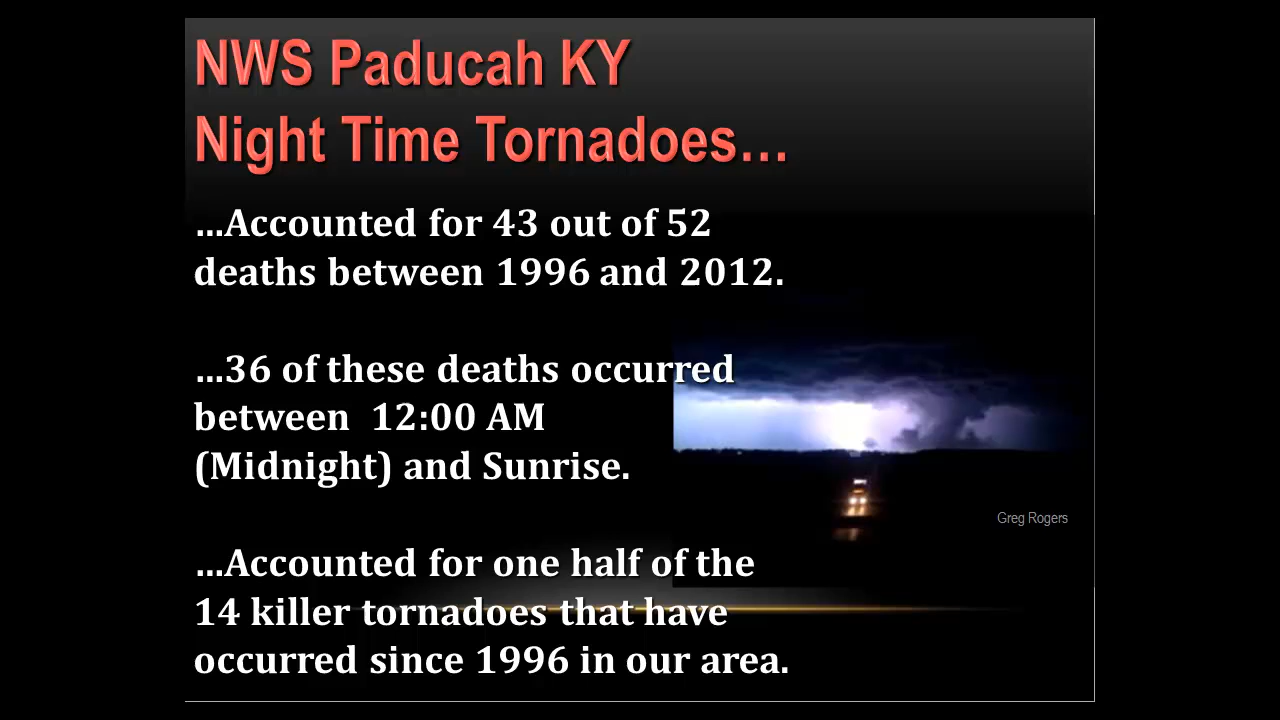 NWS Paducah KY
Night Time Tornadoes…
…Accounted for 43 out of 52
deaths between 1996 and 2012.
…36 of these deaths occurred
between 12:00 AM
(Midnight) and Sunrise.
Greg Rogers
…Accounted for one half of the
14 killer tornadoes that have
occurred since 1996 in our area.